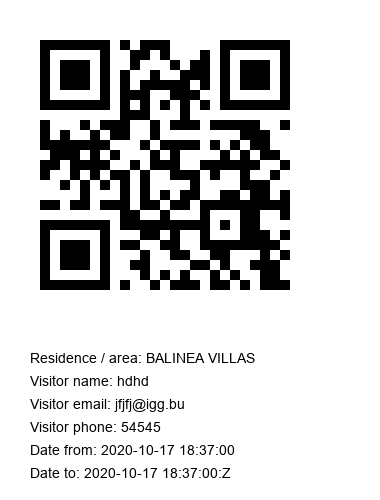 Residence / area: BALINEA VILLAS
Visitor name: hdhd
Visitor email: jfjfj@igg.bu
Visitor phone: 54545
Date from: 2020-10-17 18:37:00
Date to: 2020-10-17 18:37:00:Z